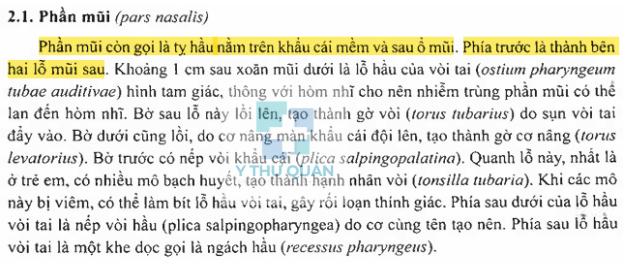 2.1. Phần mũi (pars nasalis)
Phần mũi còn gọi là tỵ hầu nằm trên khẩu cái mềm và sau ổ mũi. Phía trước là thành bên
hai lỗ mũi sau. Khoảng 1 cm sau xoăn mũi dưới là lỗ hầu của vòi tai (ostium pharyngeum
tubae auditivae) hình tam giác, thông với hòm nhĩ cho nên nhiễm trùng phần mũi có thể
lan đến hòm nhĩ. Bờ sau lỗ này lồi lên, tạo thành gờ vòi (torus tubarius) do sụn vòi tai
đẩy vào. Bờ dưới cũng lồi, do cơ nâng màn khẩu cái đội lên, tạo thành gờ cơ nâng (torus
levatorius). Bờ trước có nếp vòi khẩu cái (plica salpingopalatina). Quanh lỗ này, nhất là
Y THƯ QUÁN
ở trẻ em, có nhiều mô bạch huyết, tạo thành hạnh nhân vòi (tonsilla tubaria). Khi các mô
này bị viêm, có thể làm bít lỗ hầu vòi tai, gây rối loạn thính giác. Phía sau dưới của lỗ hầu
vòi tai là nếp vòi hầu (plica salpingopharyngea) do cơ cùng tên tạo nên. Phía sau lỗ hầu
vòi tai là một khe dọc gọi là ngách hầu (recessus pharyngeus).